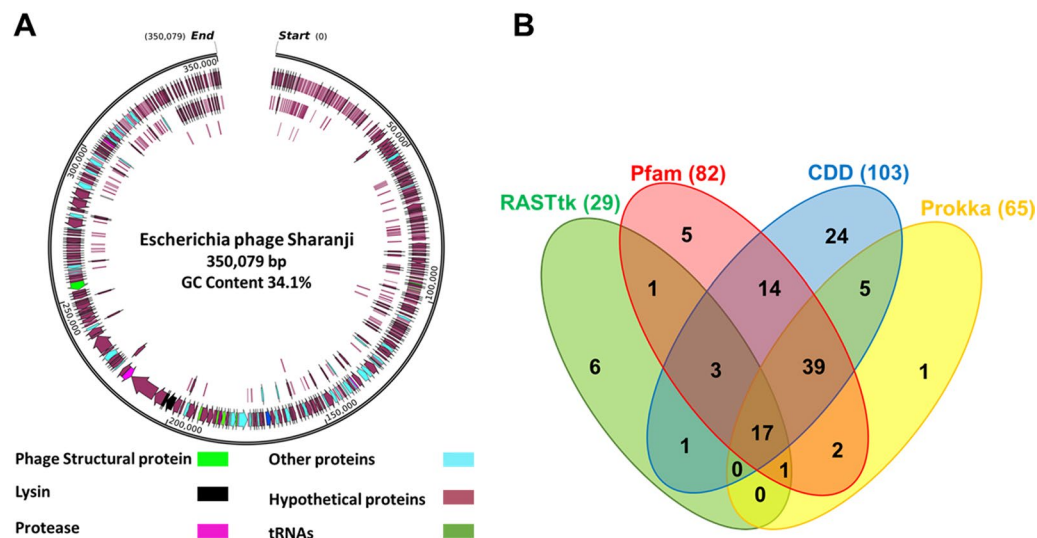 A
(350,079) End
Start (0)
350,000
50,000
100,000
150,000
200,000
250,000
300,000
Escherichia phage Sharanji
350,079 bp
GC Content 34.1%
Phage Structural protein
Other proteins
Lysin
Hypothetical proteins
Protease
tRNAs
B
Pfam (82)
CDD (103)
RASTtk (29)
Prokka (65)
5
24
1
14
5
6
3
39
1
17
1
0
1
2
0